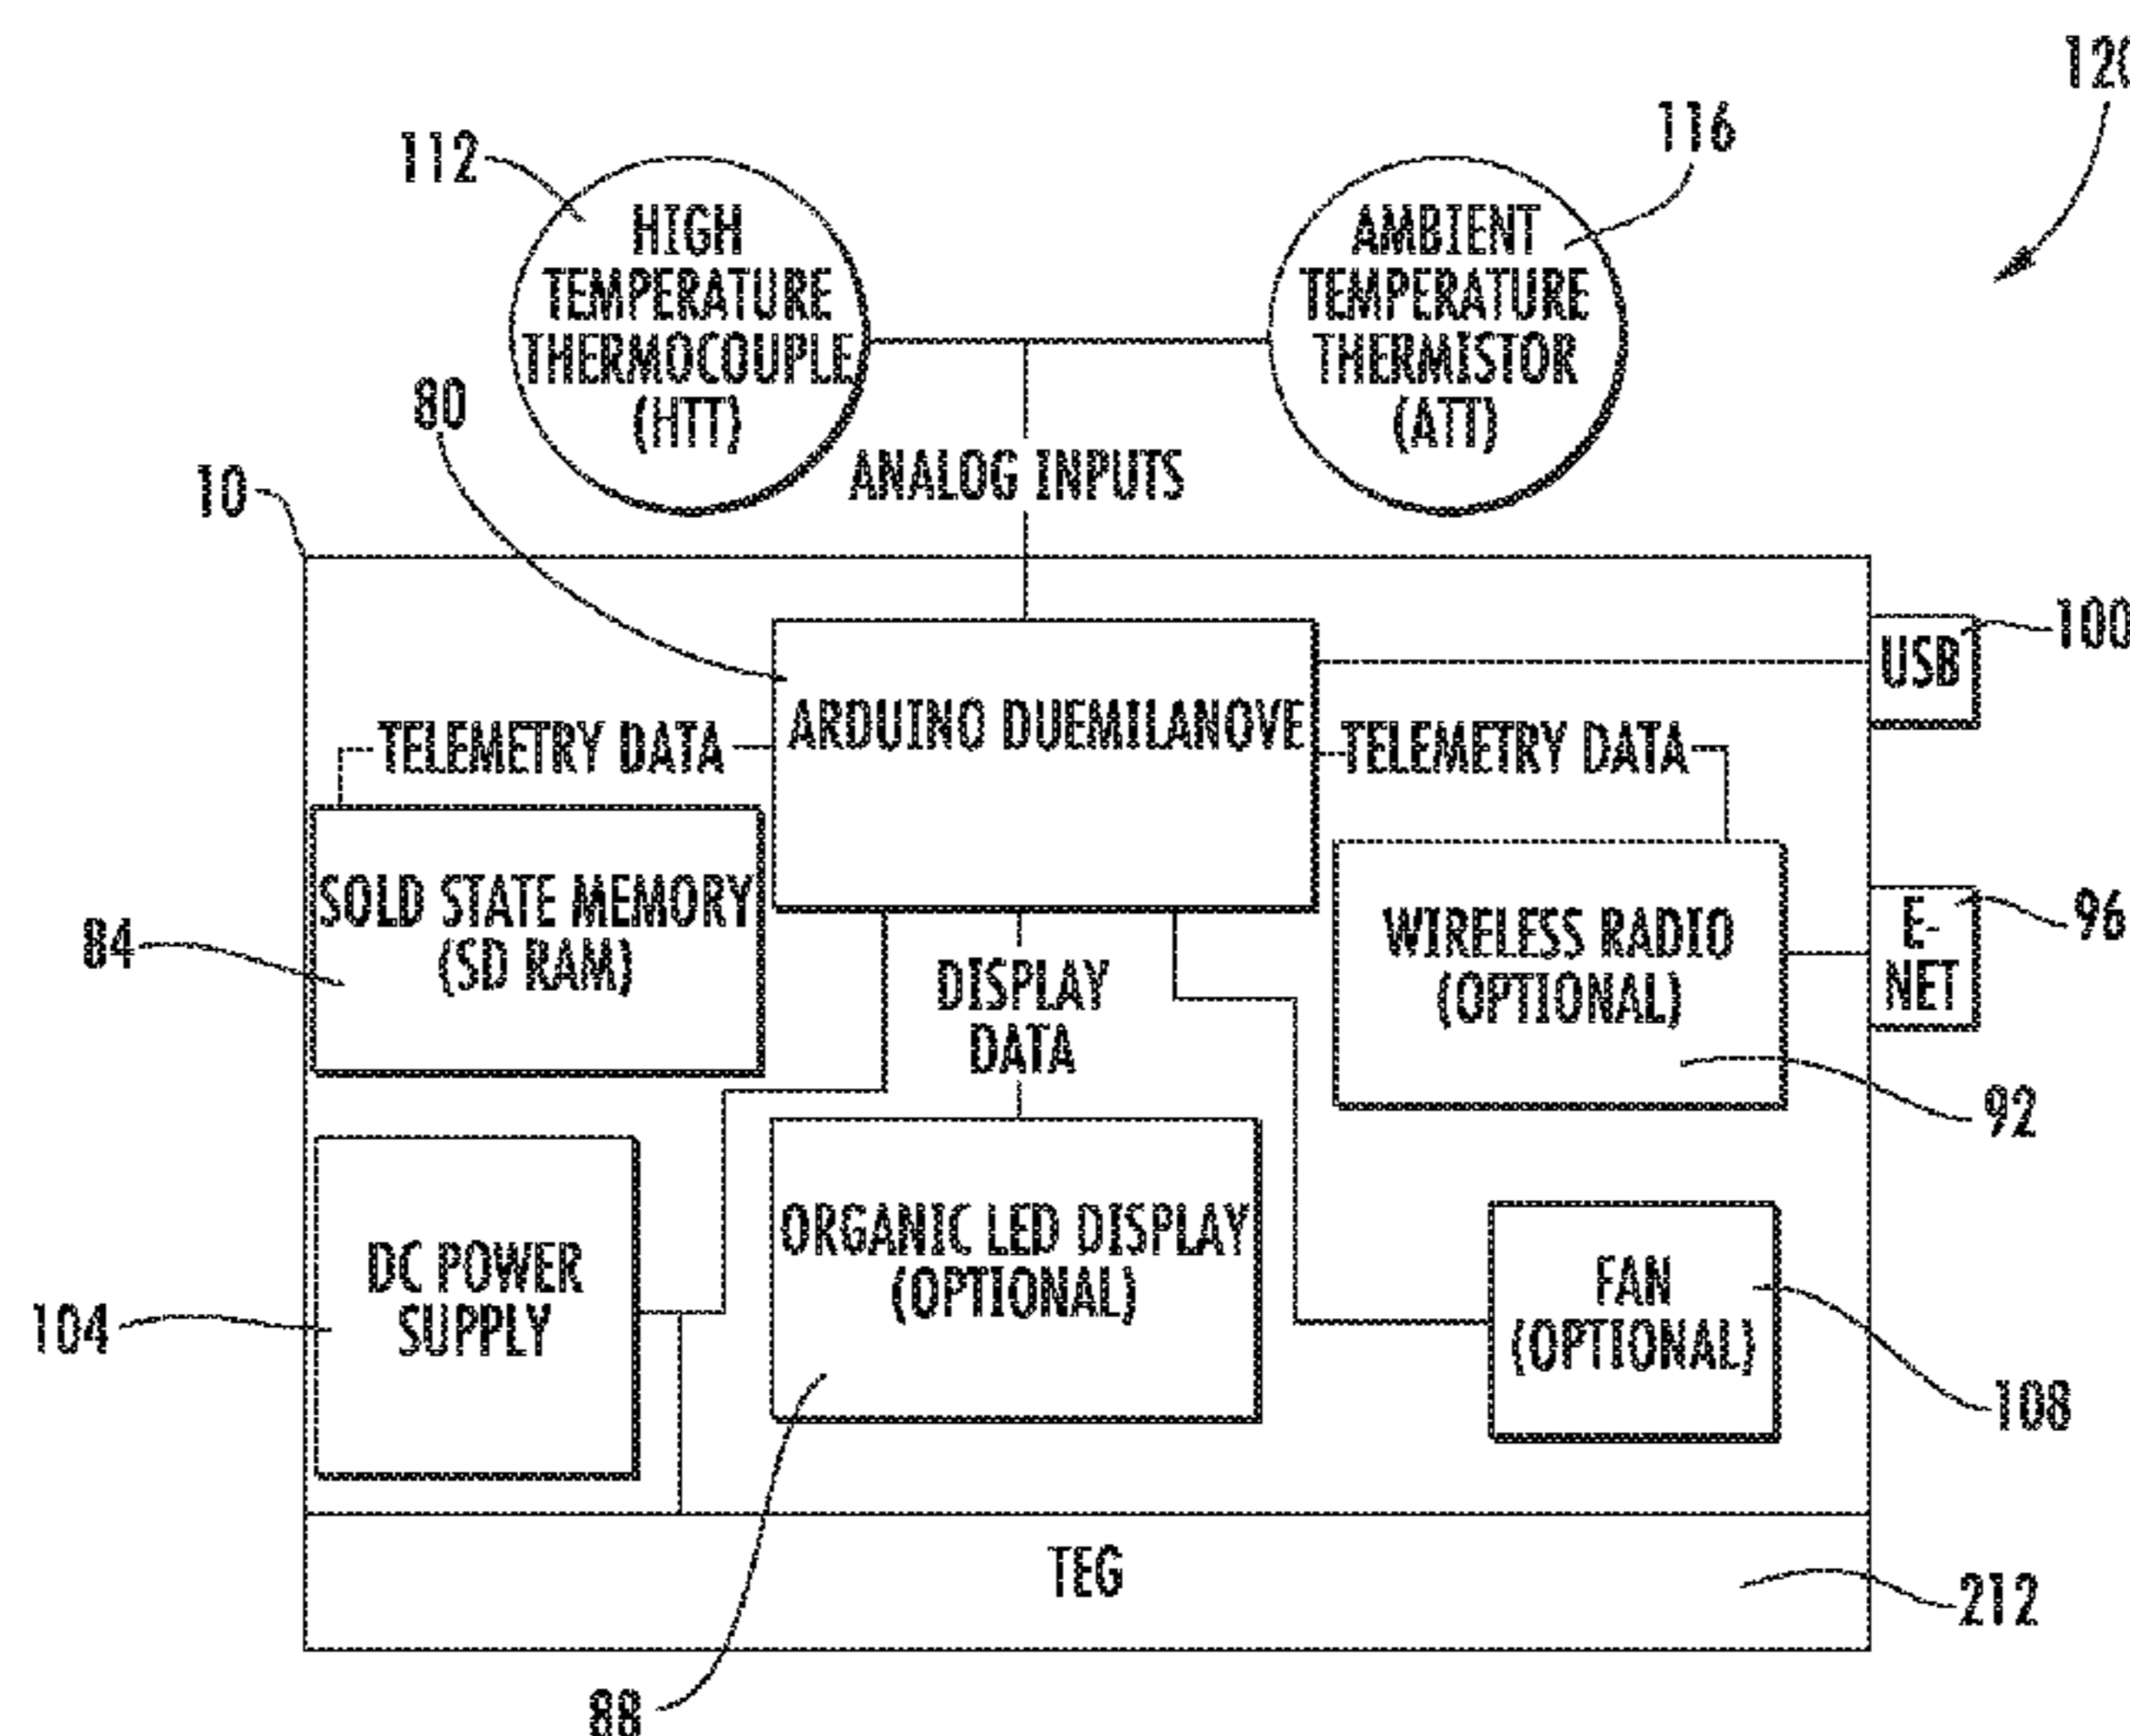 120
112
116
HIGH
TEMPERATURE
THERMOCOUPLE
(HTT)
AMBIENT
TEMPERATURE
THERMISTOR
(ATT)
80
ANALOG INPUTS
10
USB
100
ARDUINO DUEMILANOVE
TELEMETRY DATA
TELEMETRY DATA
SOLD STATE MEMORY
(SD RAM)
84
WIRELESS RADIO
(OPTIONAL)
E-
NET
96
DISPLAY
DATA
92
DC POWER
SUPPLY
104
ORGANIC LED DISPLAY
(OPTIONAL)
FAN
(OPTIONAL)
108
TEG
212
88